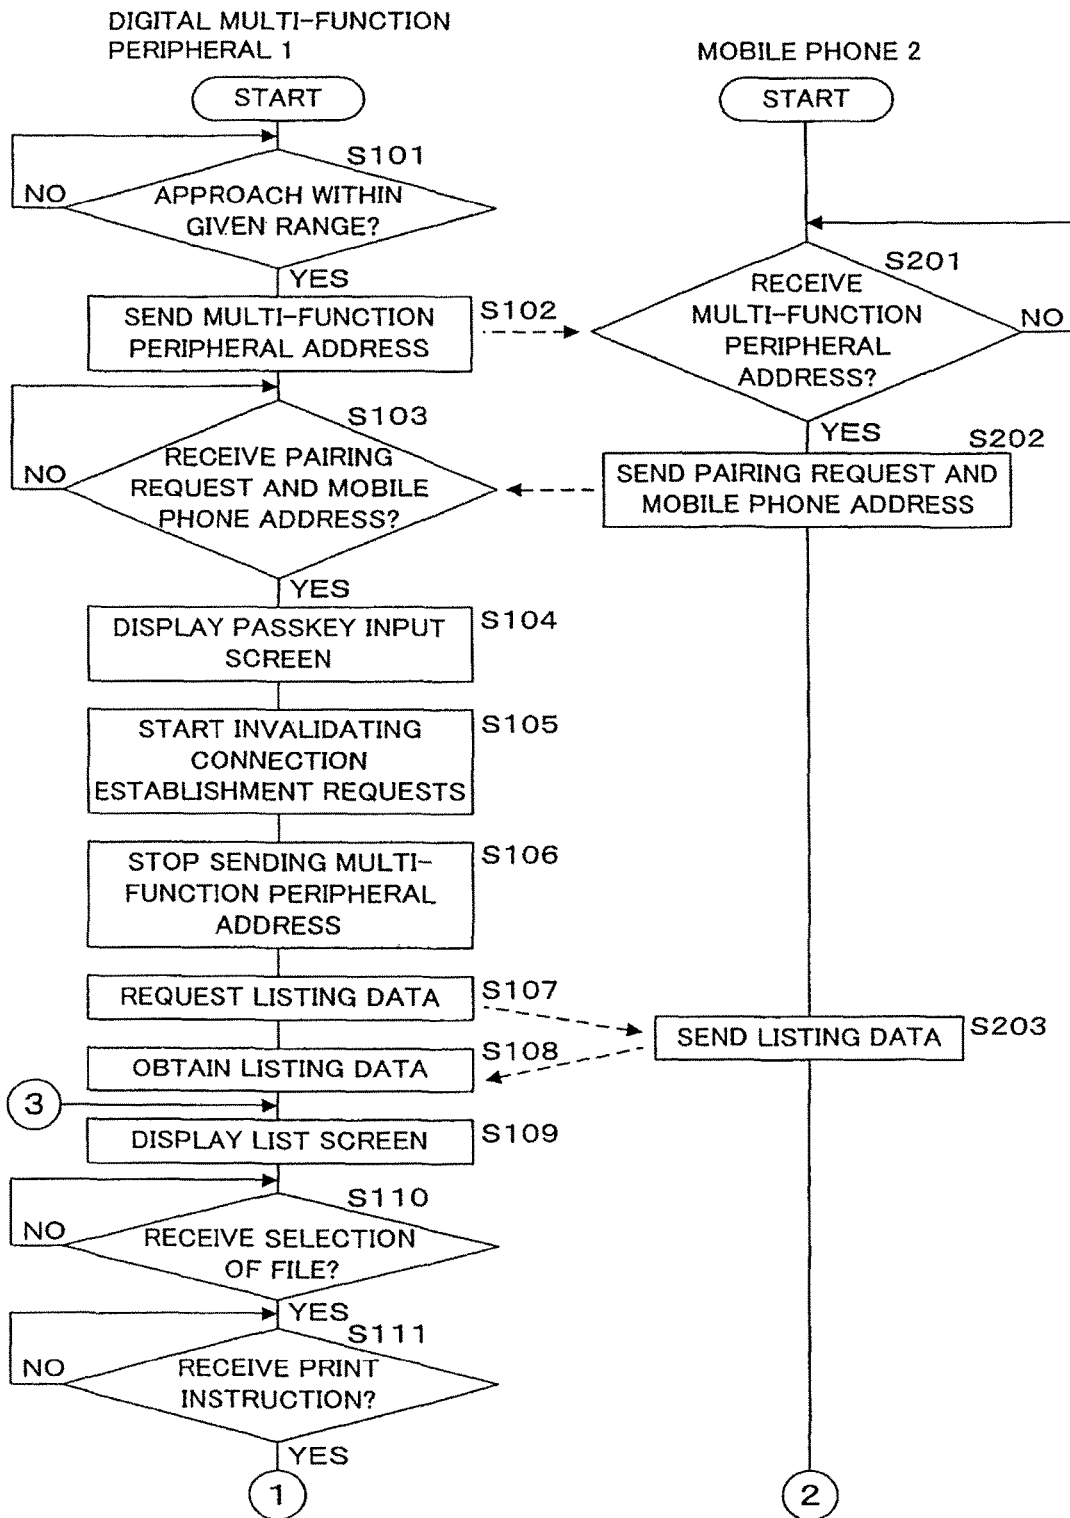 DIGITAL MULTI-FUNCTION
PERIPHERAL 1
MOBILE PHONE 2
START
START
S101
NO
APPROACH WITHIN
GIVEN RANGE?
YES
S201
RECEIVE
MULTI-FUNCTION
PERIPHERAL
ADDRESS?
NO
YES
SEND MULTI-FUNCTION
PERIPHERAL ADDRESS
S102
S103
NO
RECEIVE PAIRING
REQUEST AND MOBILE
PHONE ADDRESS?
YES
S202
SEND PAIRING REQUEST AND
MOBILE PHONE ADDRESS
DISPLAY PASSKEY INPUT
SCREEN
S104
START INVALIDATING
CONNECTION
ESTABLISHMENT REQUESTS
S105
STOP SENDING MULTI-
FUNCTION PERIPHERAL
ADDRESS
S106
REQUEST LISTING DATA
S107
SEND LISTING DATA
S203
OBTAIN LISTING DATA
S108
3
DISPLAY LIST SCREEN
S109
S110
NO
RECEIVE SELECTION
OF FILE?
YES
S111
NO
RECEIVE PRINT
INSTRUCTION?
YES
1
2